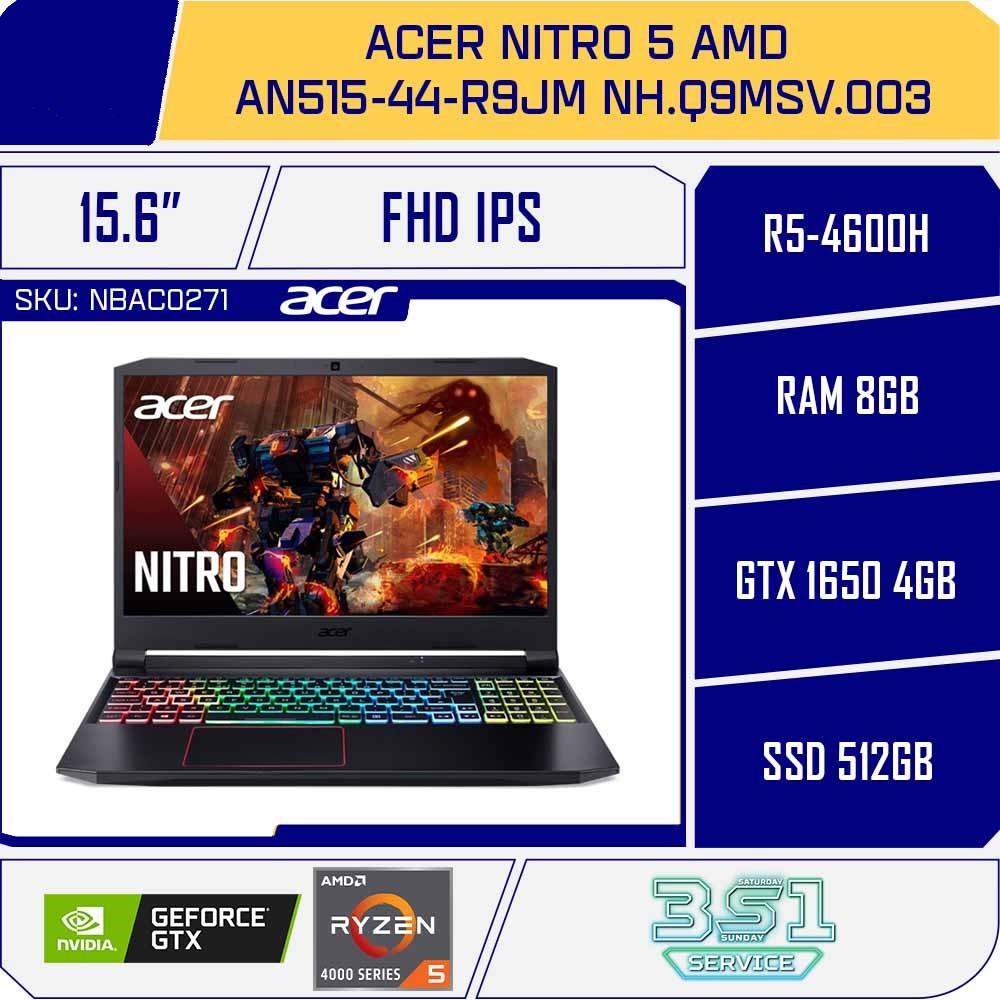 ACER NITRO 5 AMD
AN515-44-R9JM NH.Q9MSV.003
15.6"
FHD IPS
SKU: NBAC0271
acer
acer
NITRO
acer
R5-4600H
RAM 8GB
GTX 1650 4GB
SSD 512GB
NVIDIA.
GEFORCE
GTX
AMD
RYZEN
4000 SERIES 5
SATURDAY
3S1
SUNDAY
SERVICE